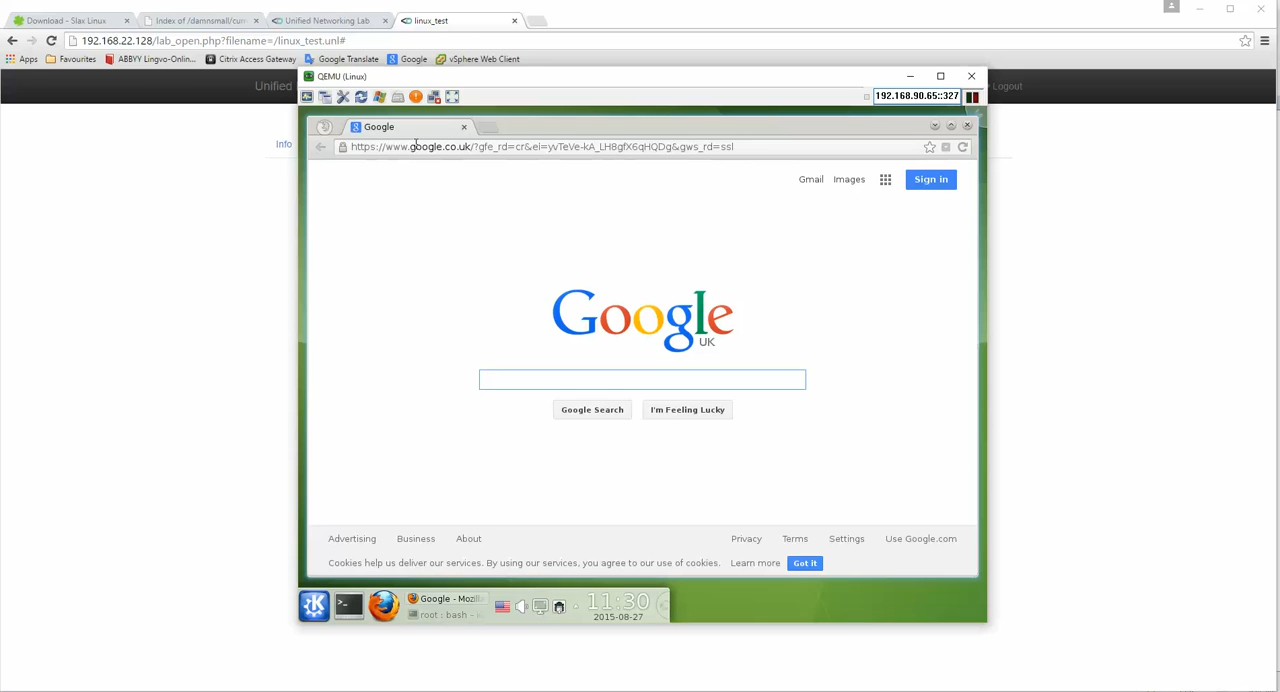 Download - Slax Linux
Index of /damnsmall/curr
Unified Networking Lab
linux_test
192.168.22.128/lab_open.php?filename=/linux_test.unl#
Apps
Favourites
ABBYY Lingvo-Onlin...
Citrix Access Gateway
Google Translate
Google
vSphere Web Client
Unified
Logout
Info
QEMU (Linux)
192.168.90.65::327
Google
https://www.google.co.uk/?gfe_rd=cr&ei=yvTeVe-kA_LH8gfX6qHQDg&gws_rd=ssl
Gmail Images
Sign in
Google
UK
Google Search
I'm Feeling Lucky
Advertising Business About
Privacy Terms Settings Use Google.com
Cookies help us deliver our services. By using our services, you agree to our use of cookies. Learn more
Got it
Google - Mozill
root : bash -
11:30
2015-08-27